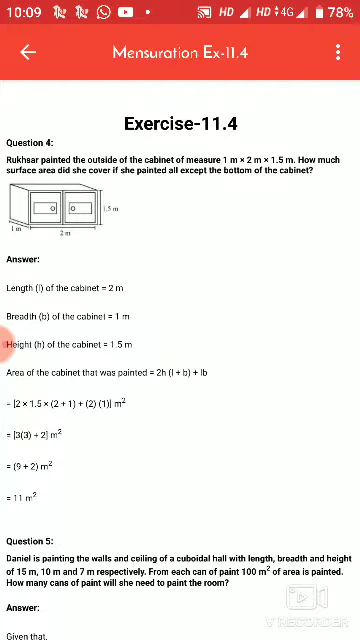 10:09 HD HD 4G 78%
Mensuration Ex-11.4
Exercise-11.4
Question 4:
Rukhsar painted the outside of the cabinet of measure 1 m × 2 m × 1.5 m. How much
surface area did she cover if she painted all except the bottom of the cabinet?
1.5 m
1 m
2 m
Answer:
Length (l) of the cabinet = 2 m
Breadth (b) of the cabinet = 1 m
Height (h) of the cabinet = 1.5 m
Area of the cabinet that was painted = 2h (l + b) + lb
= [2 × 1.5 × (2 + 1) + (2) (1)] m²
= [3(3) + 2] m²
= (9 + 2) m²
= 11 m²
Question 5:
Daniel is painting the walls and ceiling of a cuboidal hall with length, breadth and height
of 15 m, 10 m and 7 m respectively. From each can of paint 100 m² of area is painted.
How many cans of paint will she need to paint the room?
Answer:
Given that,
VIRECORDER